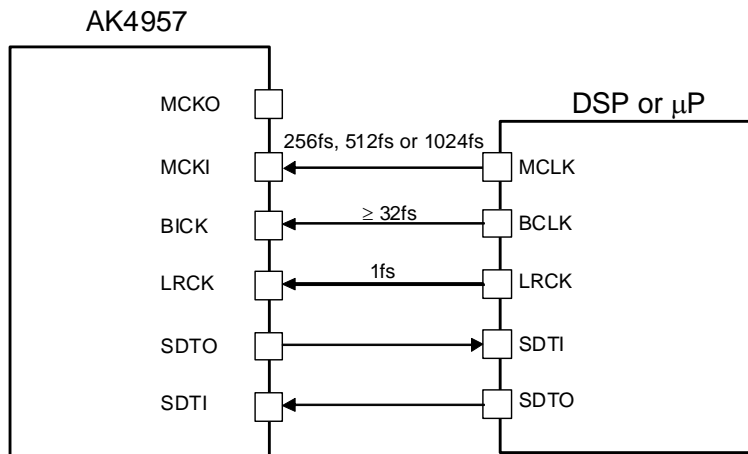 AK4957
DSP or μP
MCKO
256fs, 512fs or 1024fs
MCKI
MCLK
≥ 32fs
BICK
BCLK
1fs
LRCK
LRCK
SDTO
SDTI
SDTI
SDTO